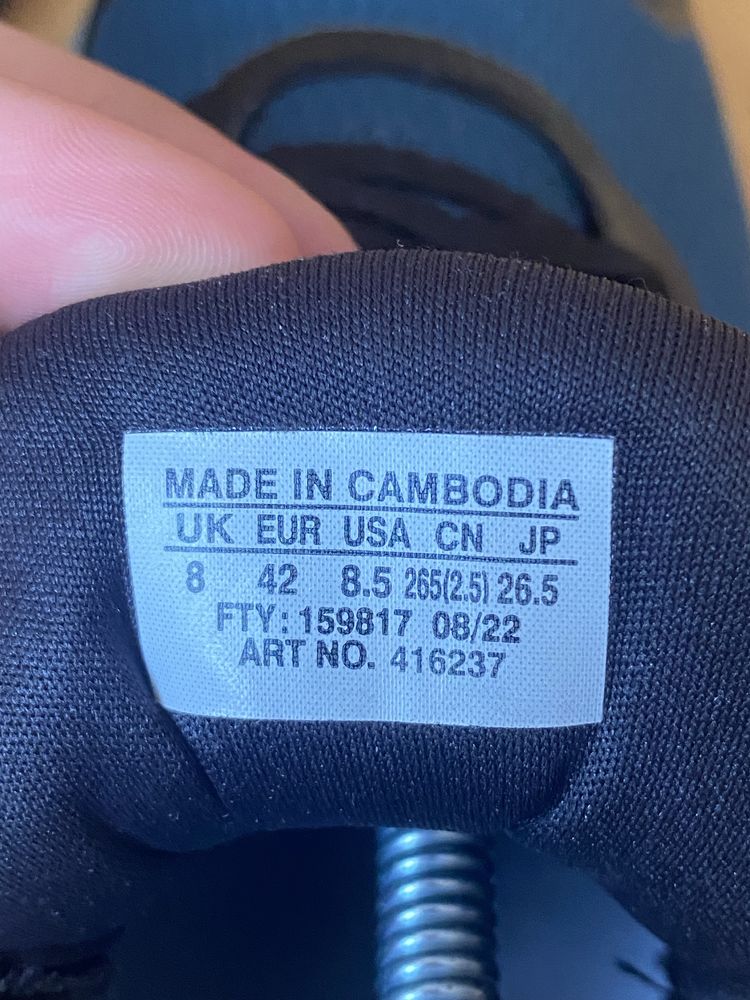 MADE IN CAMBODIA
UK EUR USA CN JP
8 42 8.5 265(2.5) 26.5
FTY: 159817 08/22
ART NO. 416237